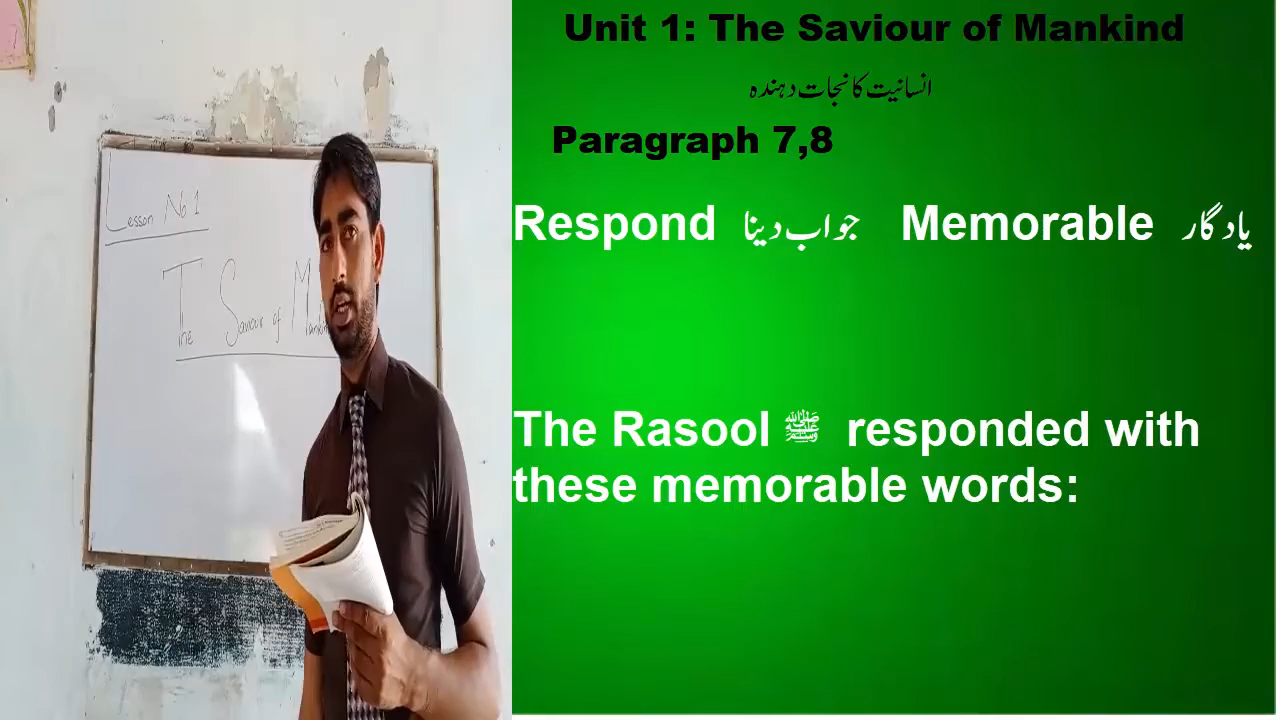 Lesson No 1
The Saviour of Mankin
Unit 1: The Saviour of Mankind
انسانیت کا نجات دہندہ
Paragraph 7,8
Respond جواب دینا Memorable یادگار
The Rasool ﷺ responded with
these memorable words: